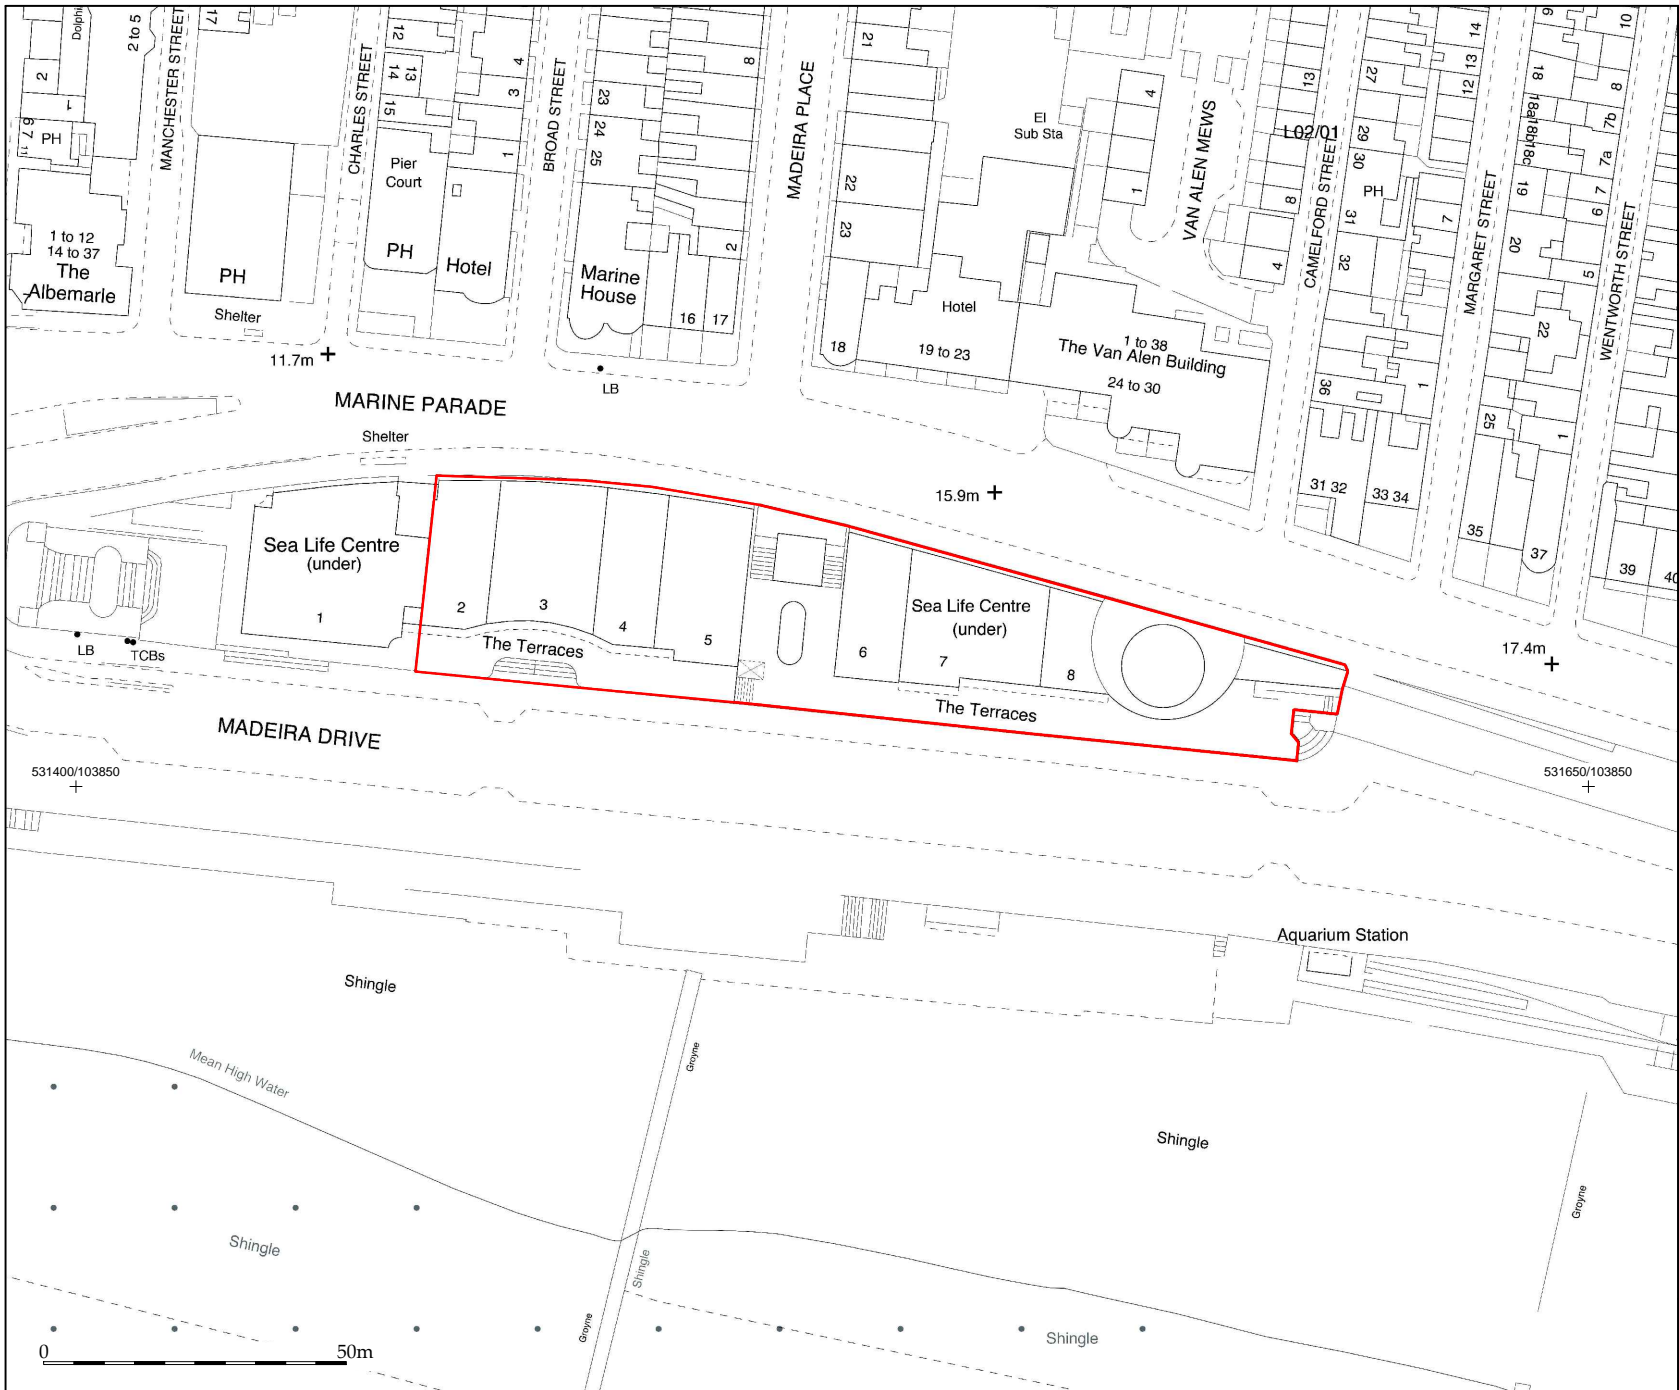 Dolphi
2 to 5
17
MANCHESTER STREET
2
1
PH
6 7
11
1 to 12
14 to 37
The
Albemarle
PH
Shelter
11.7m
CHARLES STREET
12
13
14
15
Pier
Court
PH
Hotel
4
3
1
BROAD STREET
23
24
25
8
2
Marine
House
16
17
LB
MADEIRA PLACE
21
22
23
18
El
Sub Sta
4
1
VAN ALEN MEWS
Hotel
19 to 23
1 to 38
The Van Alen Building
24 to 30
L02/01
13
8
4
CAMELFORD STREET
27
29
30
PH
31
32
36
31 32
33 34
14
13
12
7
1
MARGARET STREET
6
18
18a
18b
18c
19
20
22
25
35
37
10
8
7b
7a
7
6
5
1
WENTWORTH STREET
39
40
MARINE PARADE
Shelter
15.9m
17.4m
Sea Life Centre
(under)
1
2
3
4
5
The Terraces
6
Sea Life Centre
(under)
7
8
The Terraces
LB
TCBs
MADEIRA DRIVE
531400/103850
531650/103850
Aquarium Station
Shingle
Mean High Water
Groyne
Shingle
Groyne
Shingle
Shingle
Groyne
Shingle
0
50m